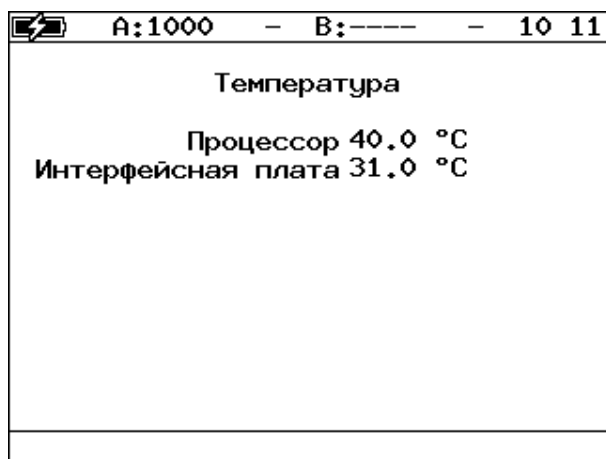 A:1000 – B:---- – 10 11
Температура
Процессор 40.0 °C
Интерфейсная плата 31.0 °C